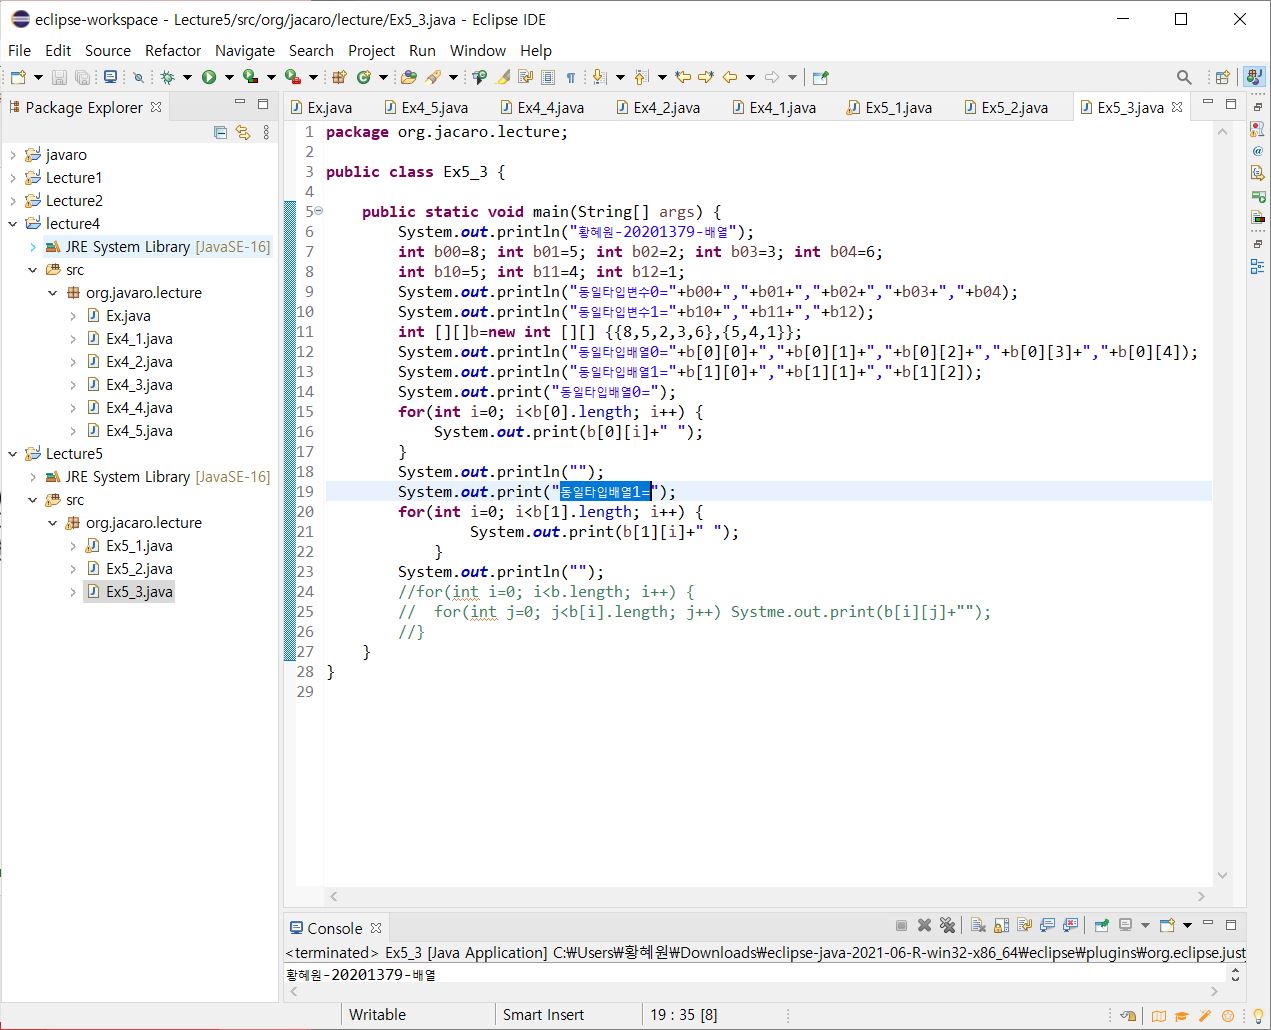 eclipse-workspace - Lecture5/src/org/jacaro/lecture/Ex5_3.java - Eclipse IDE
File Edit Source Refactor Navigate Search Project Run Window Help
Package Explorer
javaro
Lecture1
Lecture2
lecture4
JRE System Library [JavaSE-16]
src
org.javaro.lecture
Ex.java
Ex4_1.java
Ex4_2.java
Ex4_3.java
Ex4_4.java
Ex4_5.java
Lecture5
JRE System Library [JavaSE-16]
src
org.jacaro.lecture
Ex5_1.java
Ex5_2.java
Ex5_3.java
Ex.java Ex4_5.java Ex4_4.java Ex4_2.java Ex4_1.java Ex5_1.java Ex5_2.java Ex5_3.java
1 package org.jacaro.lecture;
2
3 public class Ex5_3 {
4
5     public static void main(String[] args) {
6         System.out.println("황혜원-20201379-배열");
7         int b00=8; int b01=5; int b02=2; int b03=3; int b04=6;
8         int b10=5; int b11=4; int b12=1;
9         System.out.println("동일타입변수0="+b00+","+b01+","+b02+","+b03+","+b04);
10         System.out.println("동일타입변수1="+b10+","+b11+","+b12);
11         int [][]b=new int [][] {{8,5,2,3,6},{5,4,1}};
12         System.out.println("동일타입배열0="+b[0][0]+","+b[0][1]+","+b[0][2]+","+b[0][3]+","+b[0][4]);
13         System.out.println("동일타입배열1="+b[1][0]+","+b[1][1]+","+b[1][2]);
14         System.out.print("동일타입배열0=");
15         for(int i=0; i<b[0].length; i++) {
16             System.out.print(b[0][i]+" ");
17         }
18         System.out.println("");
19         System.out.print("동일타입배열1=");
20         for(int i=0; i<b[1].length; i++) {
21                 System.out.print(b[1][i]+" ");
22             }
23         System.out.println("");
24         //for(int i=0; i<b.length; i++) {
25         //  for(int j=0; j<b[i].length; j++) Systme.out.print(b[i][j]+"");
26         //}
27     }
28 }
29
Console
<terminated> Ex5_3 [Java Application] C:₩Users₩황혜원₩Downloads₩eclipse-java-2021-06-R-win32-x86_64₩eclipse₩plugins₩org.eclipse.just
황혜원-20201379-배열
Writable Smart Insert 19 : 35 [8]